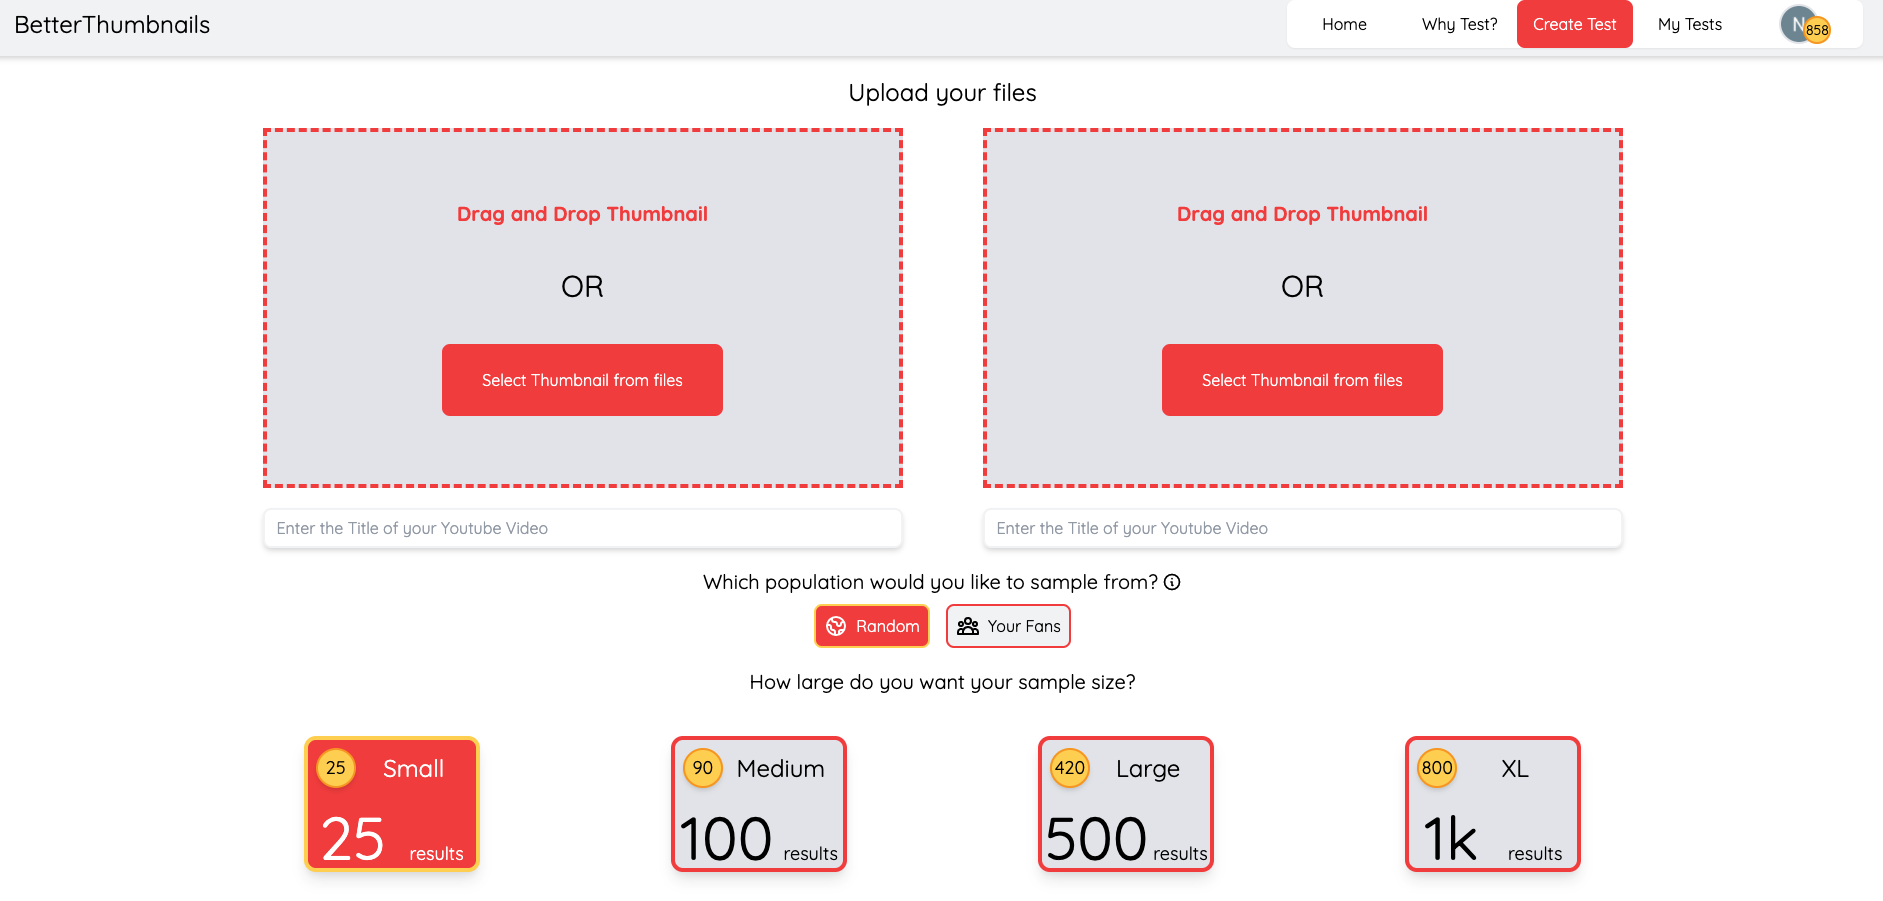 BetterThumbnails
Home
Why Test?
Create Test
My Tests
N
858
Upload your files
Drag and Drop Thumbnail
OR
Select Thumbnail from files
Enter the Title of your Youtube Video
Drag and Drop Thumbnail
OR
Select Thumbnail from files
Enter the Title of your Youtube Video
Which population would you like to sample from?
Random
Your Fans
How large do you want your sample size?
25 Small
25 results
90 Medium
100 results
420 Large
500 results
800 XL
1k results